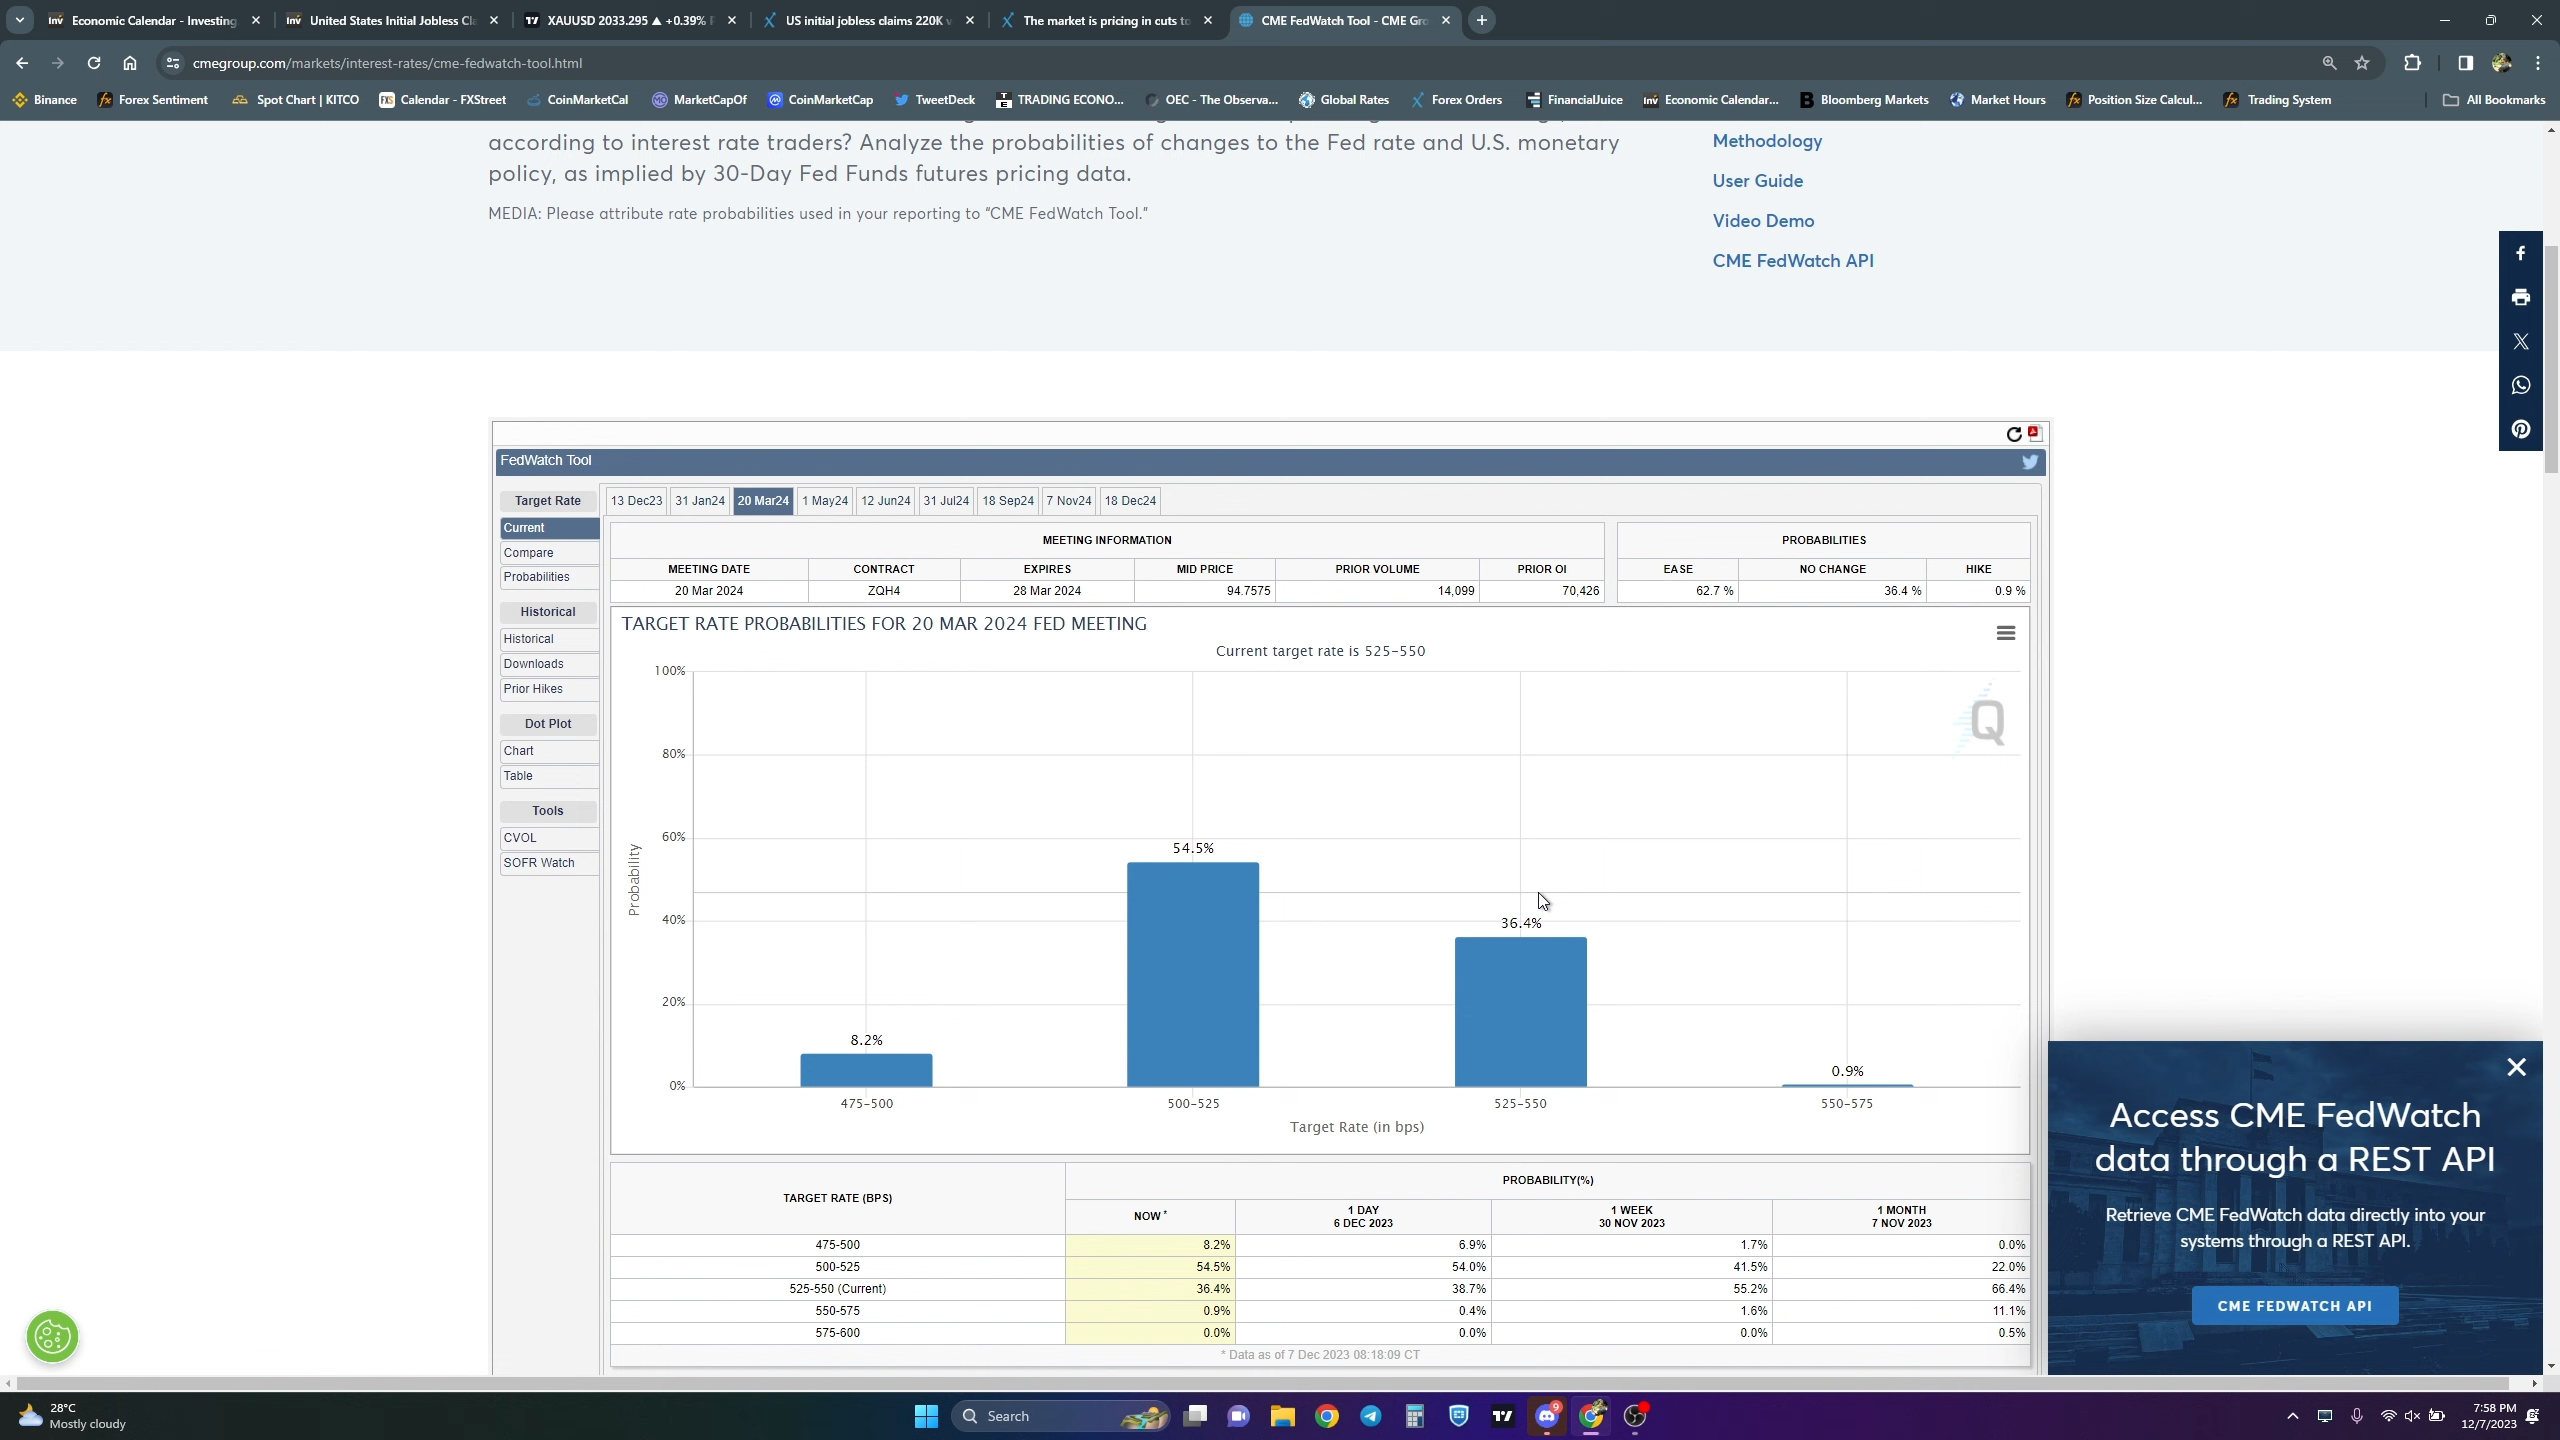 Economic Calendar - Investing
United States Initial Jobless Cl
XAUUSD 2033.295 ▲ +0.39%
US initial jobless claims 220K v
The market is pricing in cuts to
CME FedWatch Tool - CME Gro
cmegroup.com/markets/interest-rates/cme-fedwatch-tool.html
Binance
Forex Sentiment
Spot Chart | KITCO
Calendar - FXStreet
CoinMarketCal
MarketCapOf
CoinMarketCap
TweetDeck
TRADING ECONO...
OEC - The Observa...
Global Rates
Forex Orders
FinancialJuice
Economic Calendar...
Bloomberg Markets
Market Hours
Position Size Calcul...
Trading System
All Bookmarks
according to interest rate traders? Analyze the probabilities of changes to the Fed rate and U.S. monetary
policy, as implied by 30-Day Fed Funds futures pricing data.
MEDIA: Please attribute rate probabilities used in your reporting to "CME FedWatch Tool."
Methodology
User Guide
Video Demo
CME FedWatch API
FedWatch Tool
Target Rate
Current
Compare
Probabilities
Historical
Historical
Downloads
Prior Hikes
Dot Plot
Chart
Table
Tools
CVOL
SOFR Watch
13 Dec23 31 Jan24 20 Mar24 1 May24 12 Jun24 31 Jul24 18 Sep24 7 Nov24 18 Dec24
MEETING INFORMATION
MEETING DATE CONTRACT EXPIRES MID PRICE PRIOR VOLUME PRIOR OI
20 Mar 2024 ZQH4 28 Mar 2024 94.7575 14,099 70,426
PROBABILITIES
EASE NO CHANGE HIKE
62.7 % 36.4 % 0.9 %
TARGET RATE PROBABILITIES FOR 20 MAR 2024 FED MEETING
Current target rate is 525-550
100%
80%
60%
40%
20%
0%
Probability
8.2%
54.5%
36.4%
0.9%
Q
475-500 500-525 525-550 550-575
Target Rate (in bps)
TARGET RATE (BPS)
PROBABILITY(%)
NOW *
1 DAY
6 DEC 2023
1 WEEK
30 NOV 2023
1 MONTH
7 NOV 2023
475-500 8.2% 6.9% 1.7% 0.0%
500-525 54.5% 54.0% 41.5% 22.0%
525-550 (Current) 36.4% 38.7% 55.2% 66.4%
550-575 0.9% 0.4% 1.6% 11.1%
575-600 0.0% 0.0% 0.0% 0.5%
* Data as of 7 Dec 2023 08:18:09 CT
Access CME FedWatch
data through a REST API
Retrieve CME FedWatch data directly into your
systems through a REST API.
CME FEDWATCH API
28°C
Mostly cloudy
Search
9
7:58 PM
12/7/2023